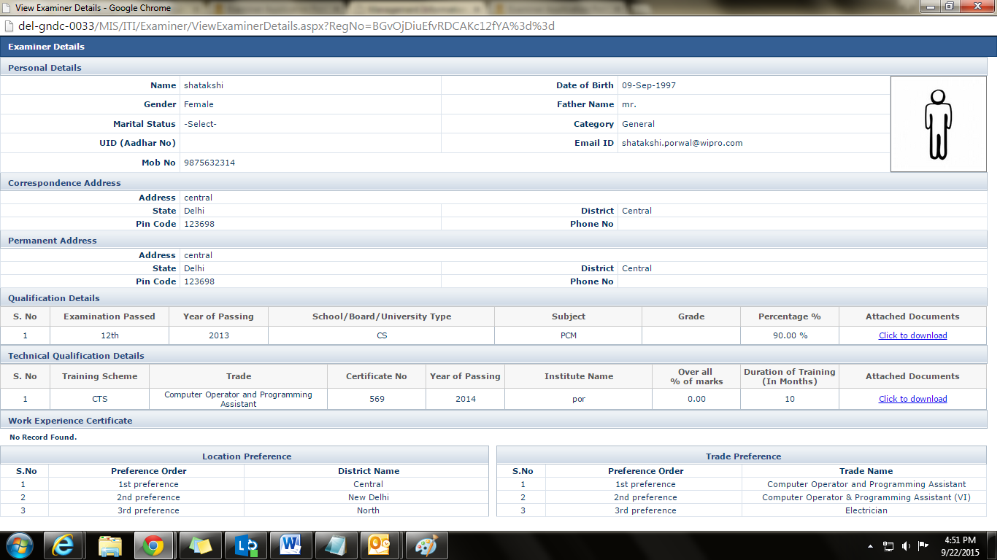 View Examiner Details - Google Chrome
del-gndc-0033/MIS/ITI/Examiner/ViewExaminerDetails.aspx?RegNo=BGvOjDiuEfvRDCAKc12fYA%3d%3d
Examiner Details
Personal Details
Name shatakshi Date of Birth 09-Sep-1997
Gender Female Father Name mr.
Marital Status -Select- Category General
UID (Aadhar No) Email ID shatakshi.porwal@wipro.com
Mob No 9875632314
Correspondence Address
Address central
State Delhi District Central
Pin Code 123698 Phone No
Permanent Address
Address central
State Delhi District Central
Pin Code 123698 Phone No
Qualification Details
S. No Examination Passed Year of Passing School/Board/University Type Subject Grade Percentage % Attached Documents
1 12th 2013 CS PCM 90.00 % Click to download
Technical Qualification Details
S. No Training Scheme Trade Certificate No Year of Passing Institute Name Over all % of marks Duration of Training (In Months) Attached Documents
1 CTS Computer Operator and Programming Assistant 569 2014 por 0.00 10 Click to download
Work Experience Certificate
No Record Found.
Location Preference Trade Preference
S.No Preference Order District Name S.No Preference Order Trade Name
1 1st preference Central 1 1st preference Computer Operator and Programming Assistant
2 2nd preference New Delhi 2 2nd preference Computer Operator & Programming Assistant (VI)
3 3rd preference North 3 3rd preference Electrician
4:51 PM
9/22/2015